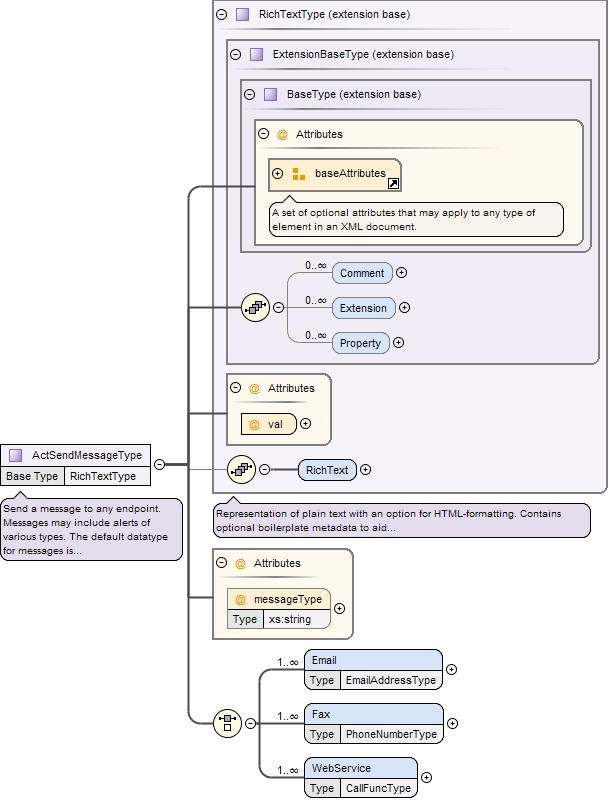 RichTextType (extension base)
ExtensionBaseType (extension base)
BaseType (extension base)
@ Attributes
baseAttributes
A set of optional attributes that may apply to any type of
element in an XML document.
0..∞
Comment
0..∞
Extension
0..∞
Property
@ Attributes
@ val
RichText
Representation of plain text with an option for HTML-formatting. Contains
optional boilerplate metadata to aid...
ActSendMessageType
Base Type RichTextType
Send a message to any endpoint.
Messages may include alerts of
various types. The default datatype
for messages is...
@ Attributes
@ messageType
Type xs:string
1..∞
Email
Type EmailAddressType
1..∞
Fax
Type PhoneNumberType
1..∞
WebService
Type CallFuncType